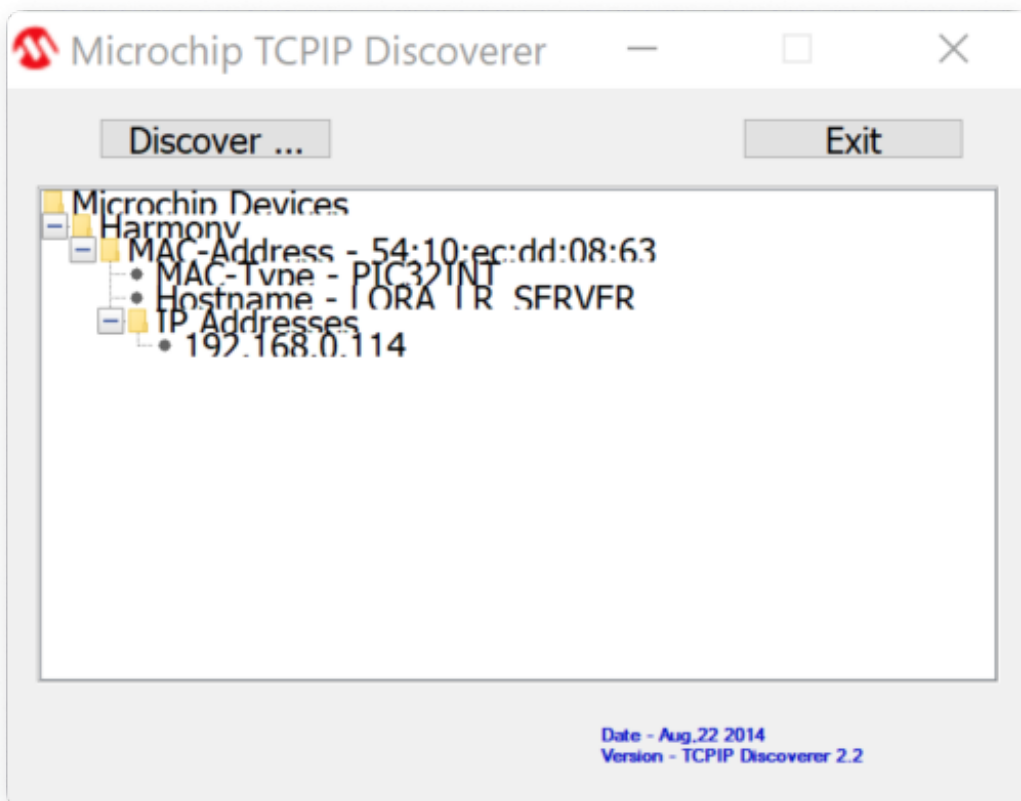 Microchip TCPIP Discoverer
Discover ... Exit
Microchip Devices
Harmony
MAC-Address - 54:10:ec:dd:08:63
MAC-Type - PIC32INT
Hostname - LORA_LR_SERVER
IP Addresses
192.168.0.114
Date - Aug,22 2014
Version - TCPIP Discoverer 2.2